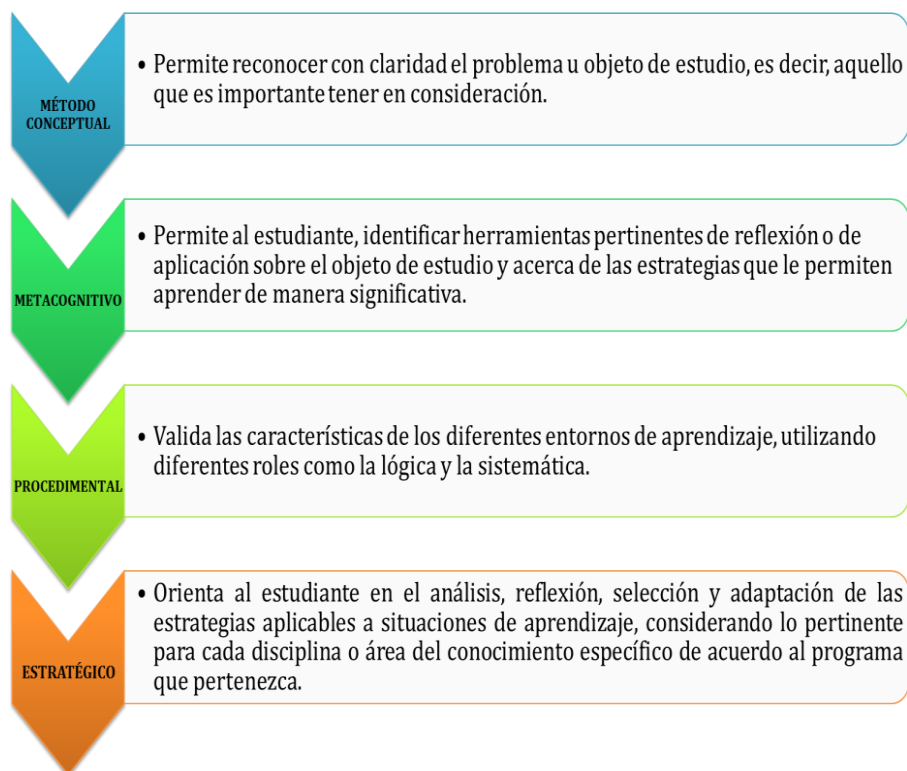 MÉTODO
CONCEPTUAL
• Permite reconocer con claridad el problema u objeto de estudio, es decir, aquello
que es importante tener en consideración.
METACOGNITIVO
• Permite al estudiante, identificar herramientas pertinentes de reflexión o de
aplicación sobre el objeto de estudio y acerca de las estrategias que le permiten
aprender de manera significativa.
PROCEDIMENTAL
• Valida las características de los diferentes entornos de aprendizaje, utilizando
diferentes roles como la lógica y la sistemática.
ESTRATÉGICO
• Orienta al estudiante en el análisis, reflexión, selección y adaptación de las
estrategias aplicables a situaciones de aprendizaje, considerando lo pertinente
para cada disciplina o área del conocimiento específico de acuerdo al programa
que pertenezca.